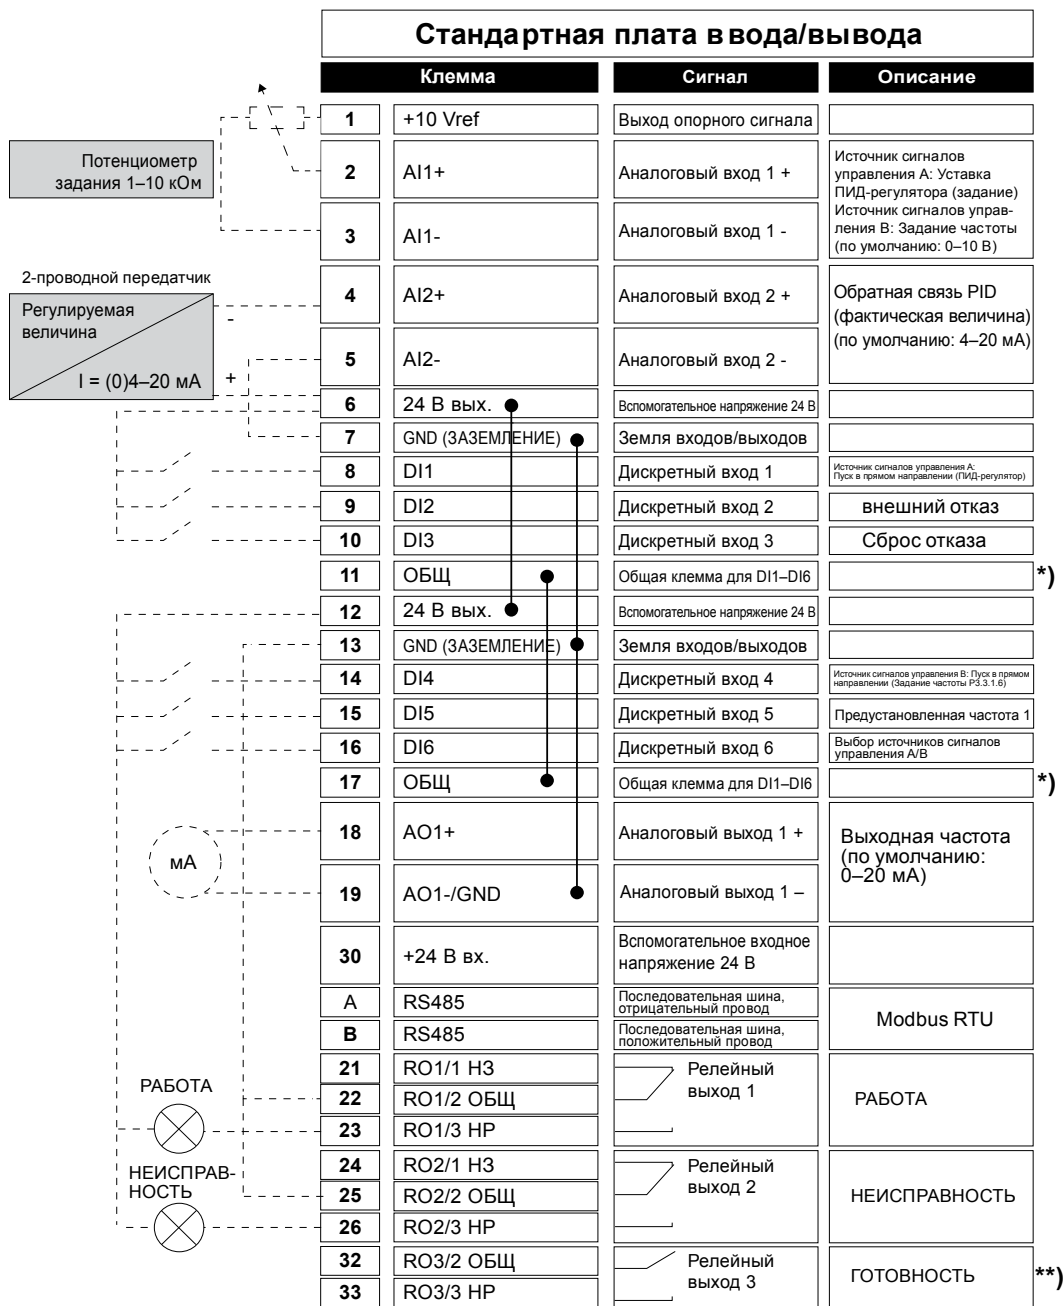 Стандартная плата ввода/вывода
Клемма Сигнал Описание
1 +10 Vref Выход опорного сигнала
Потенциометр
задания 1–10 кОм
2 AI1+ Аналоговый вход 1 +
Источник сигналов
управления A: Уставка
ПИД-регулятора (задание)
Источник сигналов управ-
ления B: Задание частоты
(по умолчанию: 0–10 В)
3 AI1- Аналоговый вход 1 -
2-проводной передатчик
Регулируемая
величина
-
I = (0)4–20 мА
+
4 AI2+ Аналоговый вход 2 +
Обратная связь PID
(фактическая величина)
(по умолчанию: 4–20 мА)
5 AI2- Аналоговый вход 2 -
6 24 В вых. Вспомогательное напряжение 24 В
7 GND (ЗАЗЕМЛЕНИЕ) Земля входов/выходов
8 DI1 Дискретный вход 1
Источник сигналов управления A:
Пуск в прямом направлении (ПИД-регулятор)
9 DI2 Дискретный вход 2 внешний отказ
10 DI3 Дискретный вход 3 Сброс отказа
11 ОБЩ Общая клемма для DI1–DI6 *)
12 24 В вых. Вспомогательное напряжение 24 В
13 GND (ЗАЗЕМЛЕНИЕ) Земля входов/выходов
14 DI4 Дискретный вход 4
Источник сигналов управления B: Пуск в прямом
направлении (Задание частоты P3.3.1.6)
15 DI5 Дискретный вход 5 Предустановленная частота 1
16 DI6 Дискретный вход 6
Выбор источников сигналов
управления A/B
17 ОБЩ Общая клемма для DI1–DI6 *)
мА
18 AO1+ Аналоговый выход 1 +
Выходная частота
(по умолчанию:
0–20 мА)
19 AO1-/GND Аналоговый выход 1 –
30 +24 В вх.
Вспомогательное входное
напряжение 24 В
A RS485
Последовательная шина,
отрицательный провод
Modbus RTU
B RS485
Последовательная шина,
положительный провод
РАБОТА
21 RO1/1 НЗ
22 RO1/2 ОБЩ
23 RO1/3 НР
Релейный
выход 1
РАБОТА
НЕИСПРАВ-
НОСТЬ
24 RO2/1 НЗ
25 RO2/2 ОБЩ
26 RO2/3 НР
Релейный
выход 2
НЕИСПРАВНОСТЬ
32 RO3/2 ОБЩ
33 RO3/3 НР
Релейный
выход 3
ГОТОВНОСТЬ **)